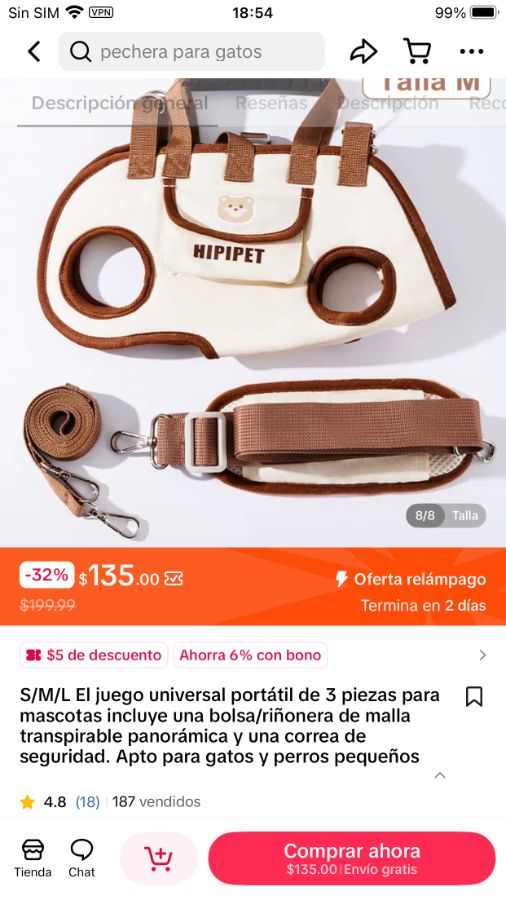 Sin SIM VPN 18:54 99%
pechera para gatos
Talla M
Descripción general Reseñas Descripción Reco
HIPIPET
8/8 Talla
-32% $135.00 Oferta relámpago
$199.99 Termina en 2 días
$5 de descuento Ahorra 6% con bono
S/M/L El juego universal portátil de 3 piezas para
mascotas incluye una bolsa/riñonera de malla
transpirable panorámica y una correa de
seguridad. Apto para gatos y perros pequeños
4.8 (18) 187 vendidos
Tienda Chat Comprar ahora
$135.00 Envío gratis